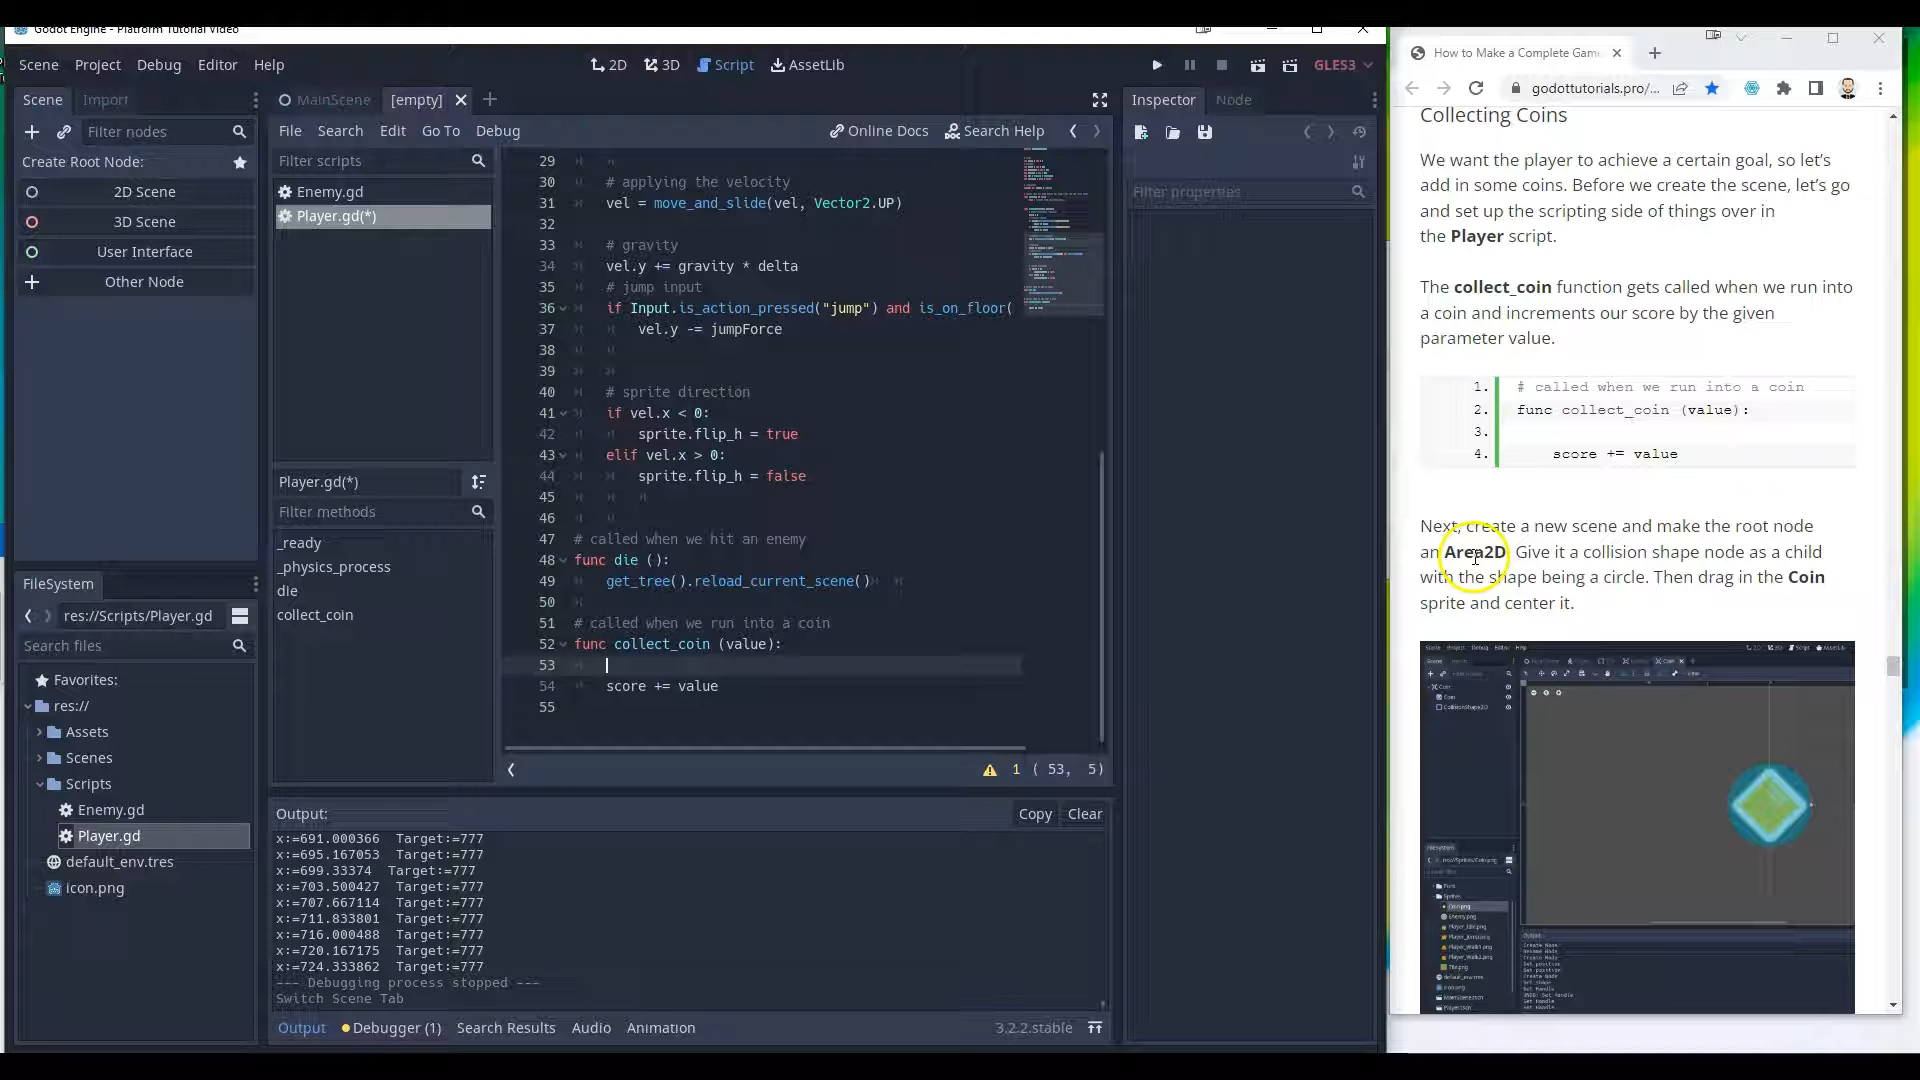 Godot Engine - Platform Tutorial Video
Scene Project Debug Editor Help
2D 3D Script AssetLib
GLES3
Scene Import
Filter nodes
Create Root Node:
2D Scene
3D Scene
User Interface
Other Node
FileSystem
res://Scripts/Player.gd
Search files
Favorites:
res://
Assets
Scenes
Scripts
Enemy.gd
Player.gd
default_env.tres
icon.png
MainScene [empty]
File Search Edit Go To Debug
Online Docs Search Help
Filter scripts
Enemy.gd
Player.gd(*)
Player.gd(*)
Filter methods
_ready
_physics_process
die
collect_coin
29
30 # applying the velocity
31 vel = move_and_slide(vel, Vector2.UP)
32
33 # gravity
34 vel.y += gravity * delta
35 # jump input
36 if Input.is_action_pressed("jump") and is_on_floor(
37 vel.y -= jumpForce
38
39
40 # sprite direction
41 if vel.x < 0:
42 sprite.flip_h = true
43 elif vel.x > 0:
44 sprite.flip_h = false
45
46
47 # called when we hit an enemy
48 func die ():
49 get_tree().reload_current_scene()
50
51 # called when we run into a coin
52 func collect_coin (value):
53
54 score += value
55
1 ( 53, 5)
Output: Copy Clear
x:=691.000366 Target:=777
x:=695.167053 Target:=777
x:=699.33374 Target:=777
x:=703.500427 Target:=777
x:=707.667114 Target:=777
x:=711.833801 Target:=777
x:=716.000488 Target:=777
x:=720.167175 Target:=777
x:=724.333862 Target:=777
--- Debugging process stopped ---
Switch Scene Tab
Output Debugger (1) Search Results Audio Animation 3.2.2.stable
Inspector Node
Filter properties
How to Make a Complete Gam
godottutorials.pro/...
Collecting Coins
We want the player to achieve a certain goal, so let's
add in some coins. Before we create the scene, let's go
and set up the scripting side of things over in
the Player script.
The collect_coin function gets called when we run into
a coin and increments our score by the given
parameter value.
1. # called when we run into a coin
2. func collect_coin (value):
3.
4. score += value
Next, create a new scene and make the root node
an Area2D. Give it a collision shape node as a child
with the shape being a circle. Then drag in the Coin
sprite and center it.